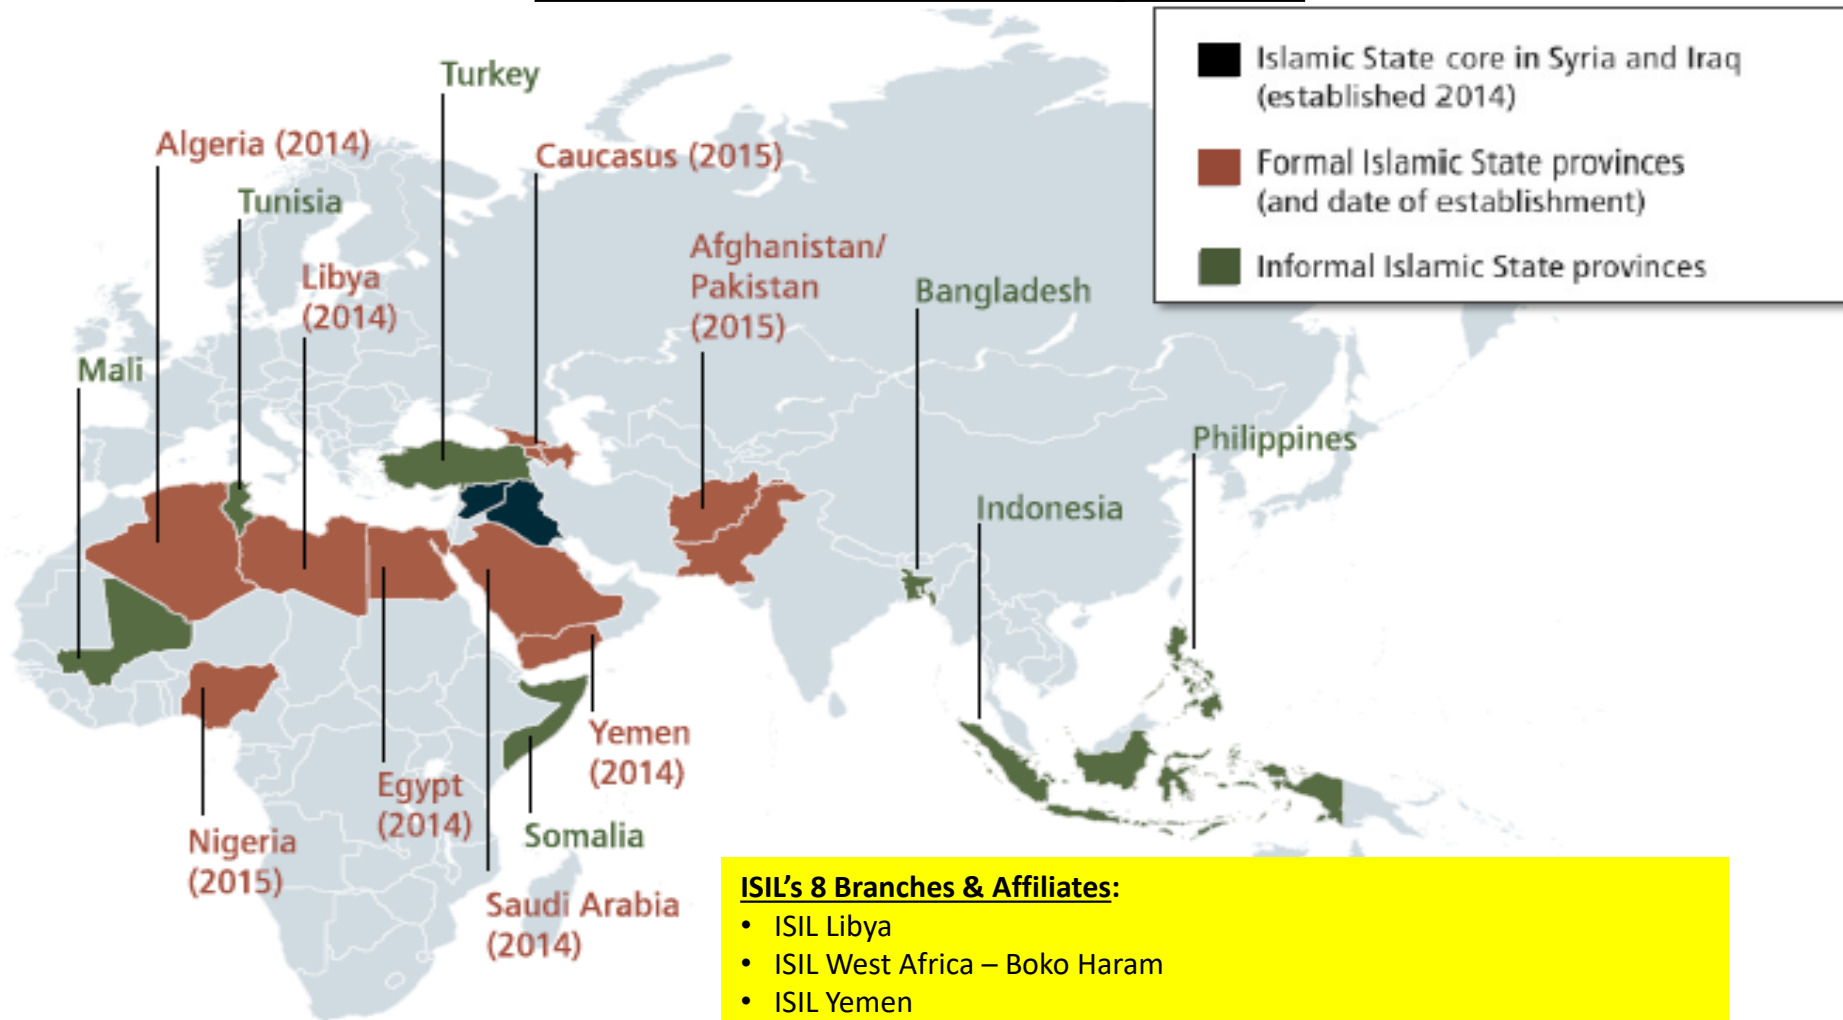 Turkey
Islamic State core in Syria and Iraq
(established 2014)
Formal Islamic State provinces
(and date of establishment)
Informal Islamic State provinces
Algeria (2014)
Caucasus (2015)
Tunisia
Libya
(2014)
Afghanistan/
Pakistan
(2015)
Bangladesh
Mali
Philippines
Indonesia
Yemen
(2014)
Egypt
(2014)
Nigeria
(2015)
Somalia
Saudi Arabia
(2014)
ISIL’s 8 Branches & Affiliates:
• ISIL Libya
• ISIL West Africa – Boko Haram
• ISIL Yemen